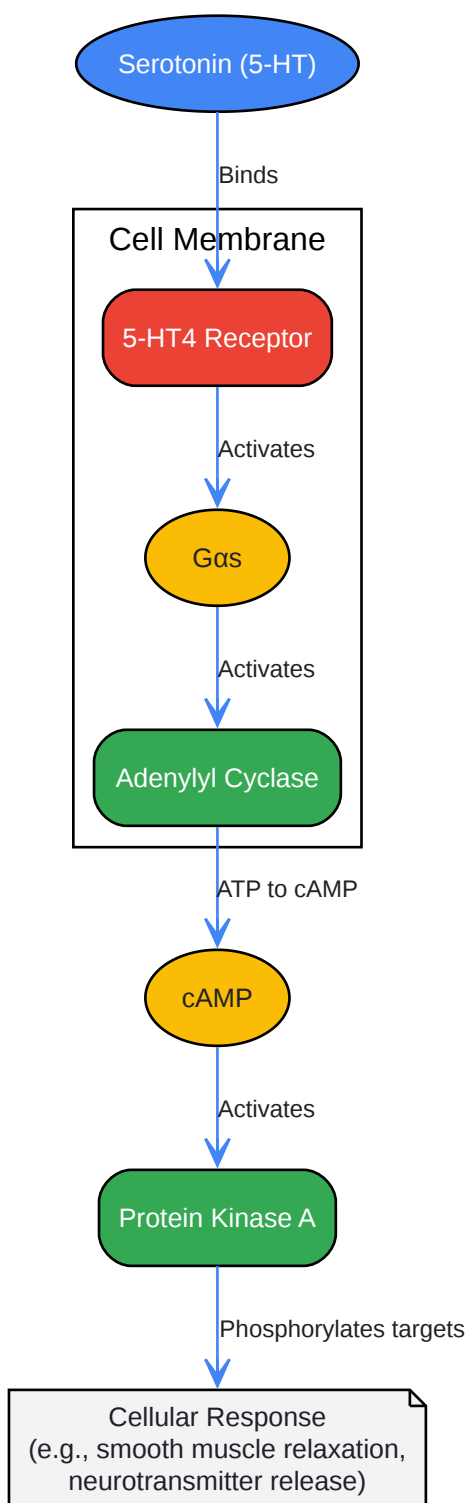 Serotonin (5-HT)
Binds
Cell Membrane
5-HT4 Receptor
Activates
Gαs
Activates
Adenylyl Cyclase
ATP to cAMP
cAMP
Activates
Protein Kinase A
Phosphorylates targets
Cellular Response
(e.g., smooth muscle relaxation,
neurotransmitter release)